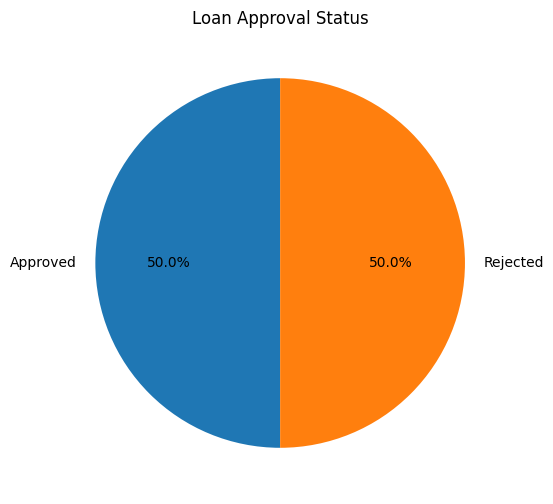 Loan Approval Status
Approved
50.0%
50.0%
Rejected